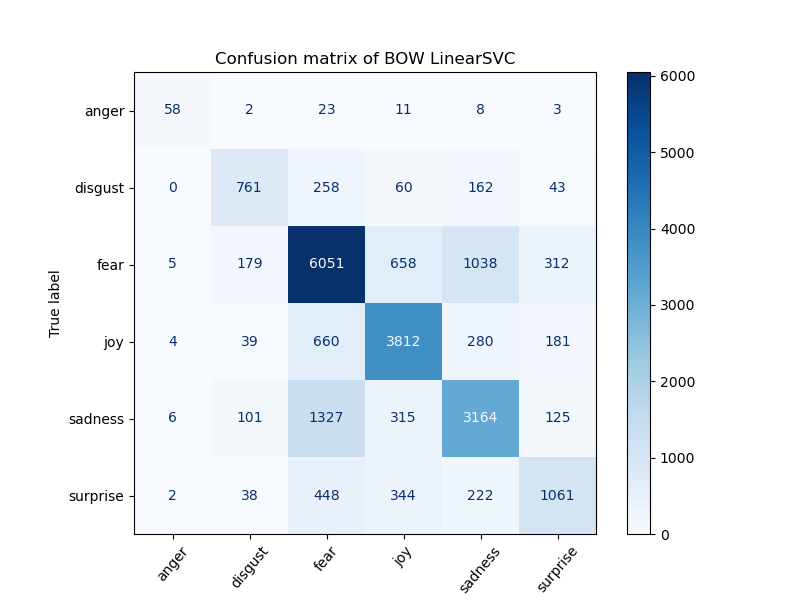 Confusion matrix of BOW LinearSVC
True label
anger 58 2 23 11 8 3
disgust 0 761 258 60 162 43
fear 5 179 6051 658 1038 312
joy 4 39 660 3812 280 181
sadness 6 101 1327 315 3164 125
surprise 2 38 448 344 222 1061
anger disgust fear joy sadness surprise
6000
5000
4000
3000
2000
1000
0